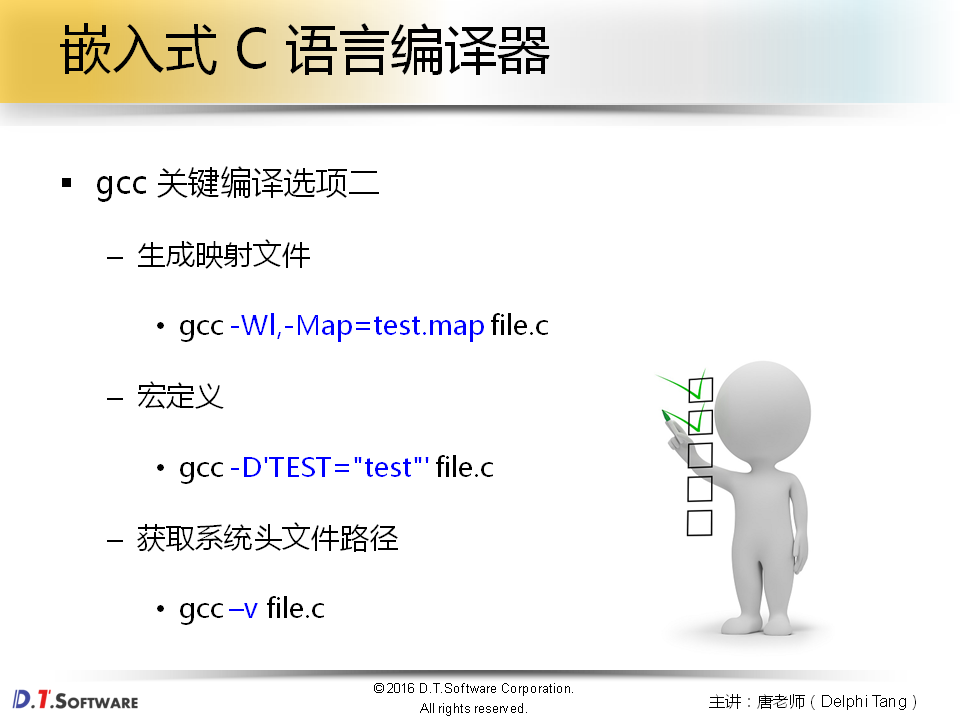 嵌入式 C 语言编译器
▪ gcc 关键编译选项二
– 生成映射文件
• gcc -Wl,-Map=test.map file.c
– 宏定义
• gcc -D'TEST="test"' file.c
– 获取系统头文件路径
• gcc –v file.c
D.T.SOFTWARE
©2016 D.T.Software Corporation.
All rights reserved.
主讲：唐老师（Delphi Tang）